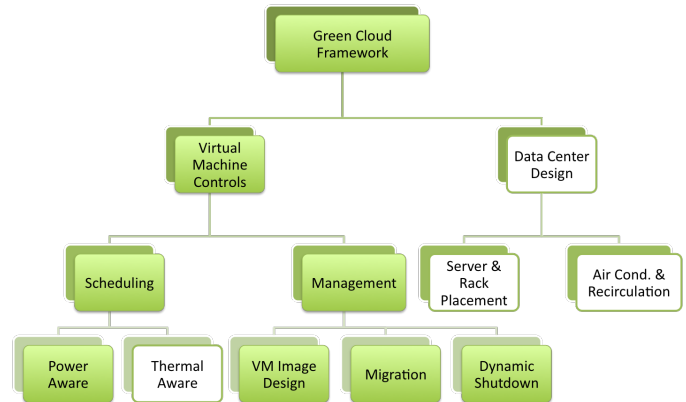 Green Cloud
Framework
Virtual
Machine
Controls
Data Center
Design
Scheduling
Management
Server &
Rack
Placement
Air Cond. &
Recirculation
Power
Aware
Thermal
Aware
VM Image
Design
Migration
Dynamic
Shutdown